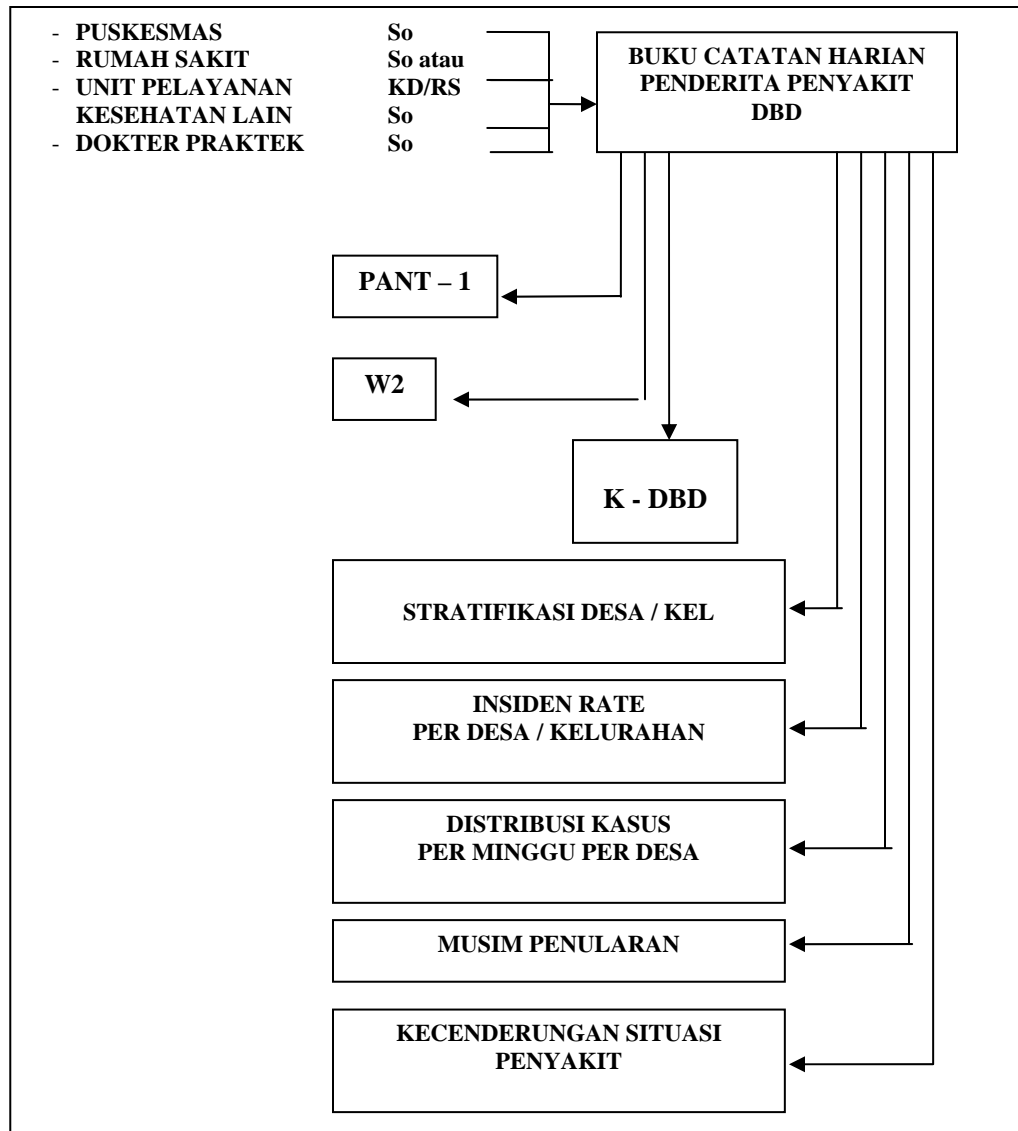 - PUSKESMAS So
- RUMAH SAKIT So atau
- UNIT PELAYANAN KD/RS
KESEHATAN LAIN So
- DOKTER PRAKTEK So
BUKU CATATAN HARIAN
PENDERITA PENYAKIT
DBD
PANT – 1
W2
K - DBD
STRATIFIKASI DESA / KEL
INSIDEN RATE
PER DESA / KELURAHAN
DISTRIBUSI KASUS
PER MINGGU PER DESA
MUSIM PENULARAN
KECENDERUNGAN SITUASI
PENYAKIT